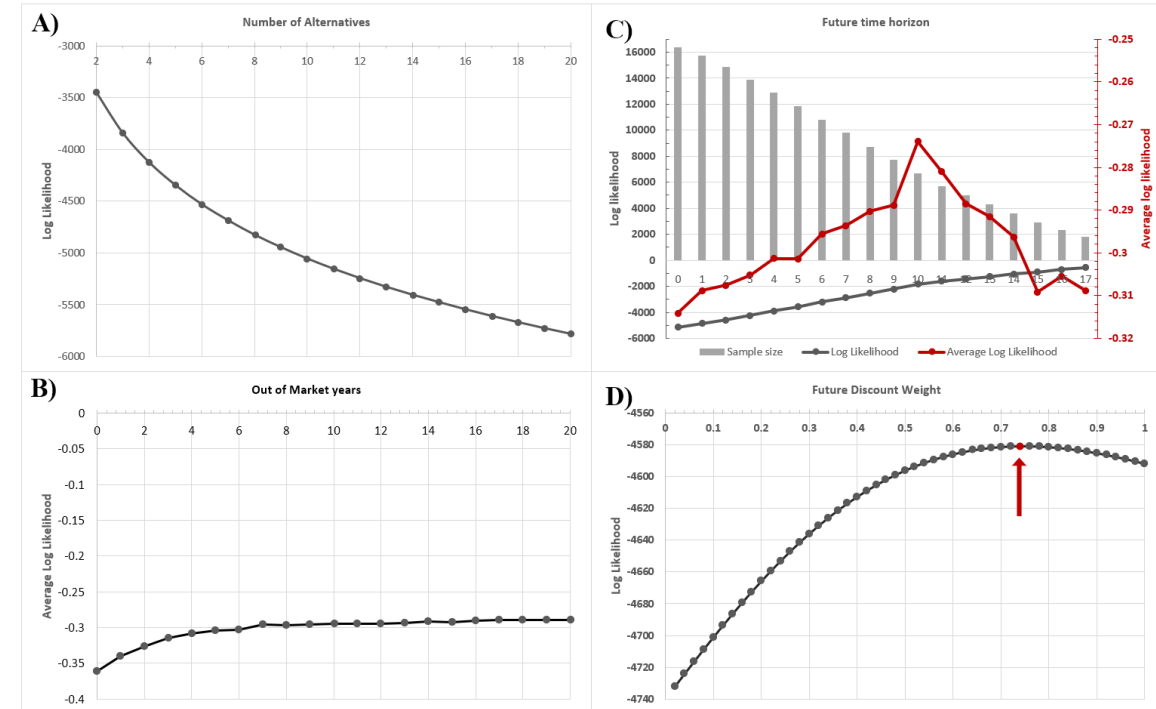 A)
Number of Alternatives
-3000
2 4 6 8 10 12 14 16 18 20
-3500
-4000
-4500
-5000
-5500
-6000
Log Likelihood
C)
Future time horizon
16000
14000
12000
10000
8000
6000
4000
2000
0
-2000
-4000
-6000
Log likelihood
0 1 2 3 4 5 6 7 8 9 10 11 12 13 14 15 16 17
-0.25
-0.26
-0.27
-0.28
-0.29
-0.3
-0.31
-0.32
Average log likelihood
Sample size Log Likelihood Average Log Likelihood
B)
Out of Market years
0
0 2 4 6 8 10 12 14 16 18 20
-0.05
-0.1
-0.15
-0.2
-0.25
-0.3
-0.35
-0.4
Average Log Likelihood
D)
Future Discount Weight
-4560
0 0.1 0.2 0.3 0.4 0.5 0.6 0.7 0.8 0.9 1
-4580
-4600
-4620
-4640
-4660
-4680
-4700
-4720
-4740
Log Likelihood